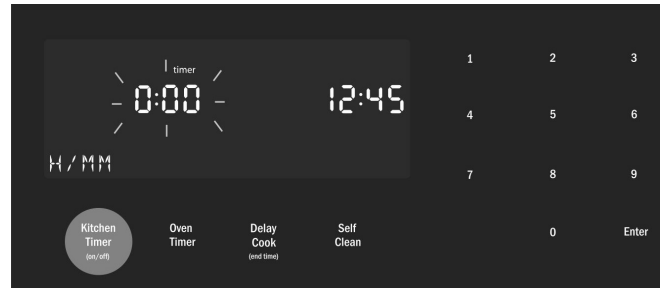 timer
0:00
12:45
H/MM
Kitchen
Timer
(on/off)
Oven
Timer
Delay
Cook
(end time)
Self
Clean
1 2 3
4 5 6
7 8 9
0 Enter